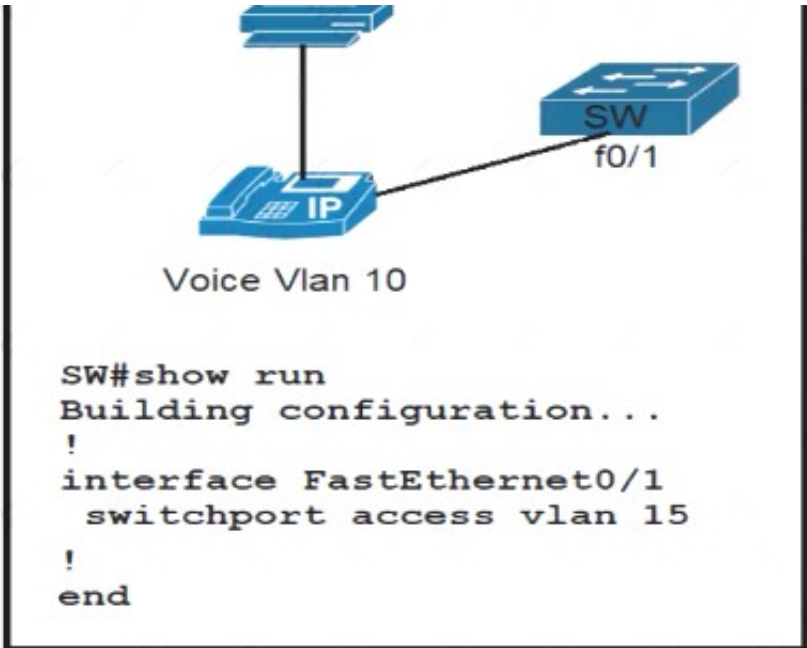 SW
f0/1
IP
Voice Vlan 10
SW#show run
Building configuration...
!
interface FastEthernet0/1
switchport access vlan 15
!
end